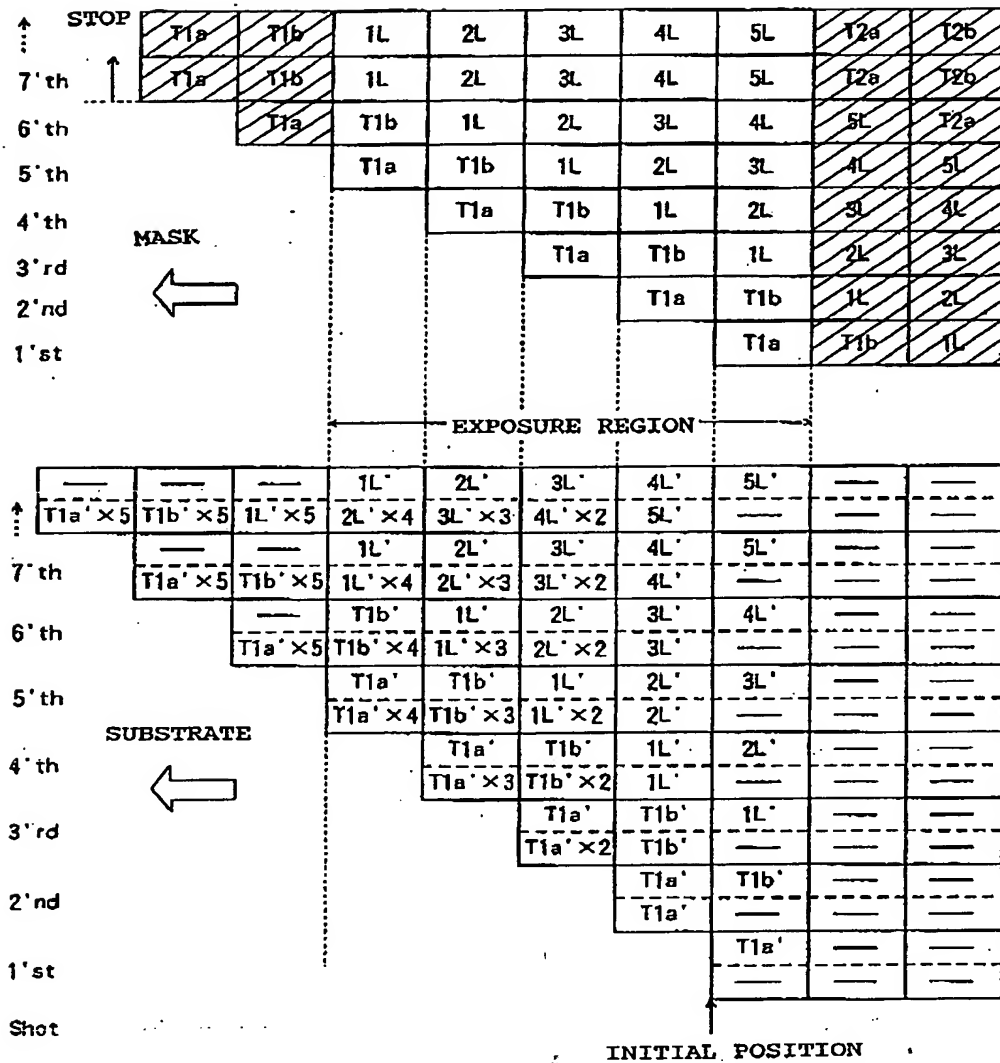 STOP T1a T1b 1L 2L 3L 4L 5L T2a T2b
7'th T1a T1b 1L 2L 3L 4L 5L T2a T2b
6'th T1a T1b 1L 2L 3L 4L 5L T2a
5'th T1a T1b 1L 2L 3L 4L 5L
4'th T1a T1b 1L 2L 3L 4L
MASK
3'rd T1a T1b 1L 2L 3L
2'nd T1a T1b 1L 2L
1'st T1a T1b 1L
EXPOSURE REGION
— — — 1L' 2L' 3L' 4L' 5L' — —
T1a'×5 T1b'×5 1L'×5 2L'×4 3L'×3 4L'×2 5L' — — —
— — 1L' 2L' 3L' 4L' 5L' — —
7'th T1a'×5 T1b'×5 1L'×4 2L'×3 3L'×2 4L' — — —
— T1b' 1L' 2L' 3L' 4L' — —
6'th T1a'×5 T1b'×4 1L'×3 2L'×2 3L' — — —
T1a' T1b' 1L' 2L' 3L' — —
5'th T1a'×4 T1b'×3 1L'×2 2L' — — —
SUBSTRATE
T1a' T1b' 1L' 2L' — —
4'th T1a'×3 T1b'×2 1L' — — —
T1a' T1b' 1L' — —
3'rd T1a'×2 T1b' — — —
T1a' T1b' — —
2'nd T1a' — — —
T1a' — —
1'st — — —
Shot
INITIAL POSITION